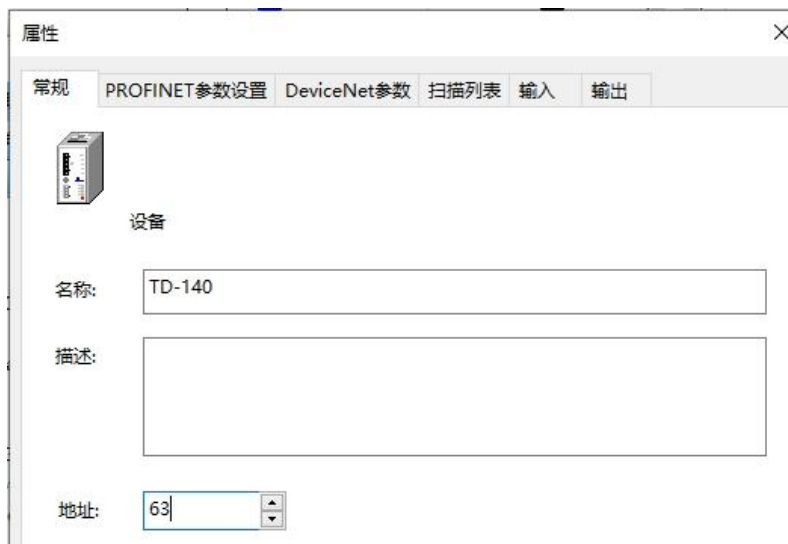 属性
常规 PROFINET参数设置 DeviceNet参数 扫描列表 输入 输出
设备
名称: TD-140
描述:
地址: 63